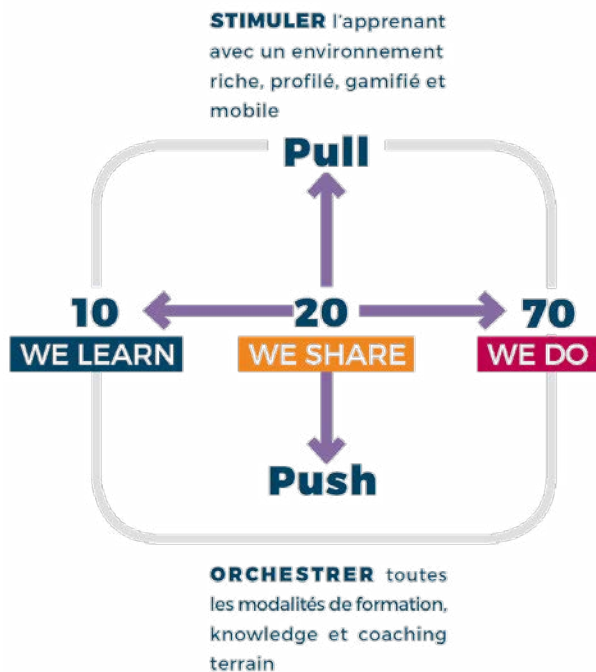 STIMULER l'apprenant
avec un environnement
riche, profilé, gamifié et
mobile
Pull
10 20 70
WE LEARN WE SHARE WE DO
Push
ORCHESTRER toutes
les modalités de formation,
knowledge et coaching
terrain